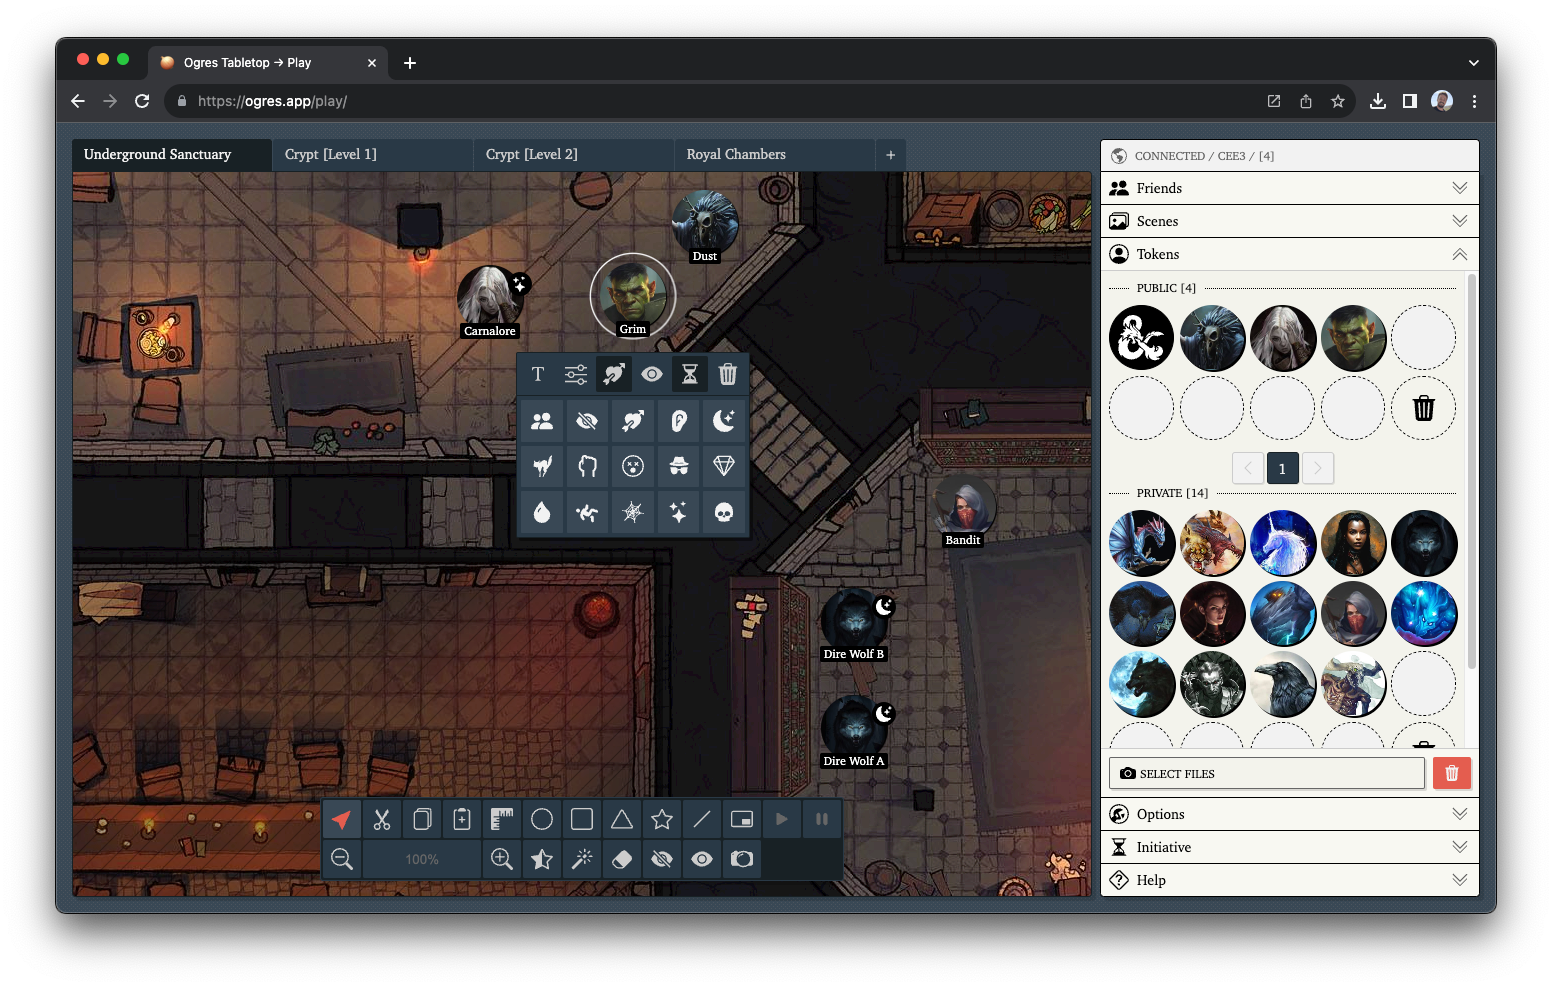 Ogres Tabletop → Play
https://ogres.app/play/
Underground Sanctuary
Crypt [Level 1]
Crypt [Level 2]
Royal Chambers
+
CONNECTED / CEE3 / [4]
Friends
Scenes
Tokens
PUBLIC [4]
1
PRIVATE [14]
SELECT FILES
Options
Initiative
Help
Dust
Carnalore
Grim
T
Bandit
Dire Wolf B
Dire Wolf A
100%